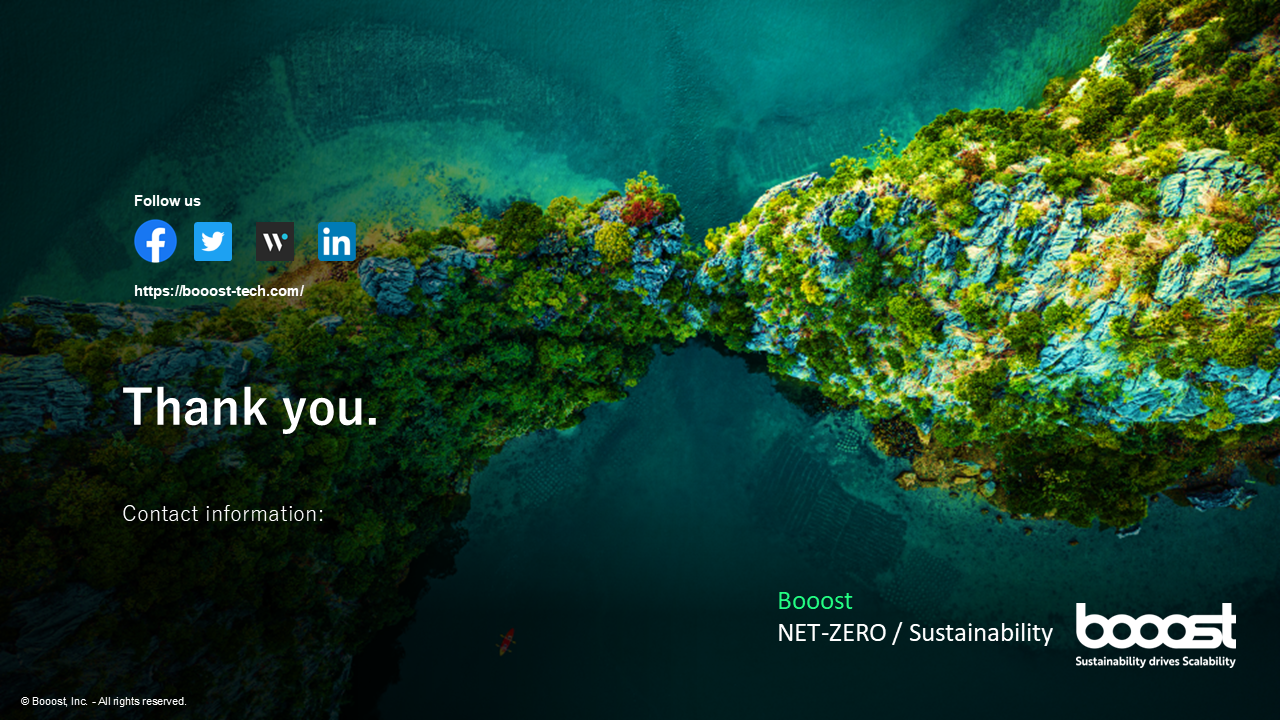 Follow us
https://booost-tech.com/
Thank you.
Contact information:
Booost
NET-ZERO / Sustainability
booost
Sustainability drives Scalability
© Booost, Inc. - All rights reserved.